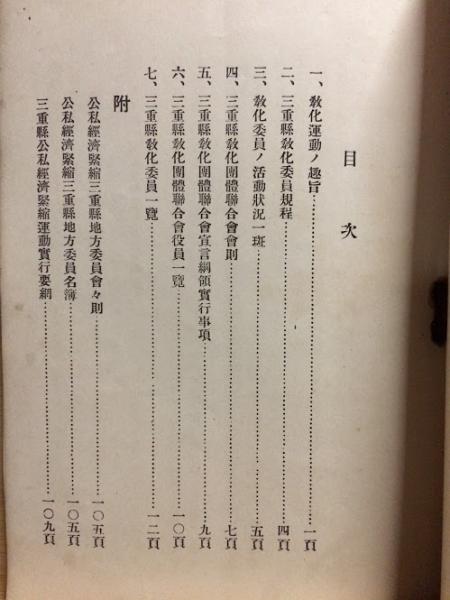 目次
一、敎化運動ノ趣旨……一頁
二、三重縣敎化委員規程……四頁
三、敎化委員ノ活動狀況一班……五頁
四、三重縣敎化團體聯合會會則……七頁
五、三重縣敎化團體聯合會宣言綱領實行事項……九頁
六、三重縣敎化團體聯合會役員一覽……一〇頁
七、三重縣敎化委員一覽……一二頁
附
公私經濟緊縮三重縣地方委員會々則……一〇五頁
公私經濟緊縮三重縣地方委員名簿……一〇五頁
三重縣公私經濟緊縮運動實行要綱……一〇九頁